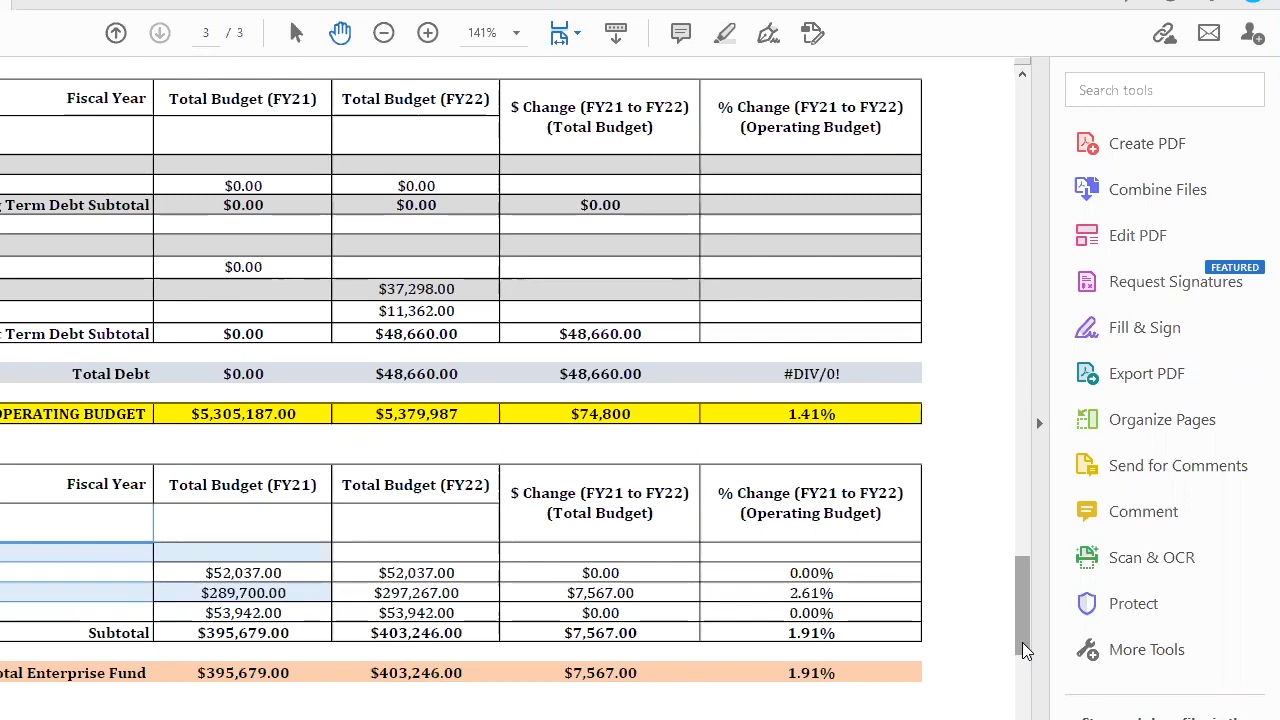 3 / 3
141%
Fiscal Year Total Budget (FY21) Total Budget (FY22) $ Change (FY21 to FY22) % Change (FY21 to FY22)
(Total Budget) (Operating Budget)
$0.00 $0.00
Term Debt Subtotal $0.00 $0.00 $0.00
$0.00
$37,298.00
$11,362.00
Term Debt Subtotal $0.00 $48,660.00 $48,660.00
Total Debt $0.00 $48,660.00 $48,660.00 #DIV/0!
OPERATING BUDGET $5,305,187.00 $5,379,987 $74,800 1.41%
Fiscal Year Total Budget (FY21) Total Budget (FY22) $ Change (FY21 to FY22) % Change (FY21 to FY22)
(Total Budget) (Operating Budget)
$52,037.00 $52,037.00 $0.00 0.00%
$289,700.00 $297,267.00 $7,567.00 2.61%
$53,942.00 $53,942.00 $0.00 0.00%
Subtotal $395,679.00 $403,246.00 $7,567.00 1.91%
otal Enterprise Fund $395,679.00 $403,246.00 $7,567.00 1.91%
Search tools
Create PDF
Combine Files
Edit PDF
FEATURED
Request Signatures
Fill & Sign
Export PDF
Organize Pages
Send for Comments
Comment
Scan & OCR
Protect
More Tools